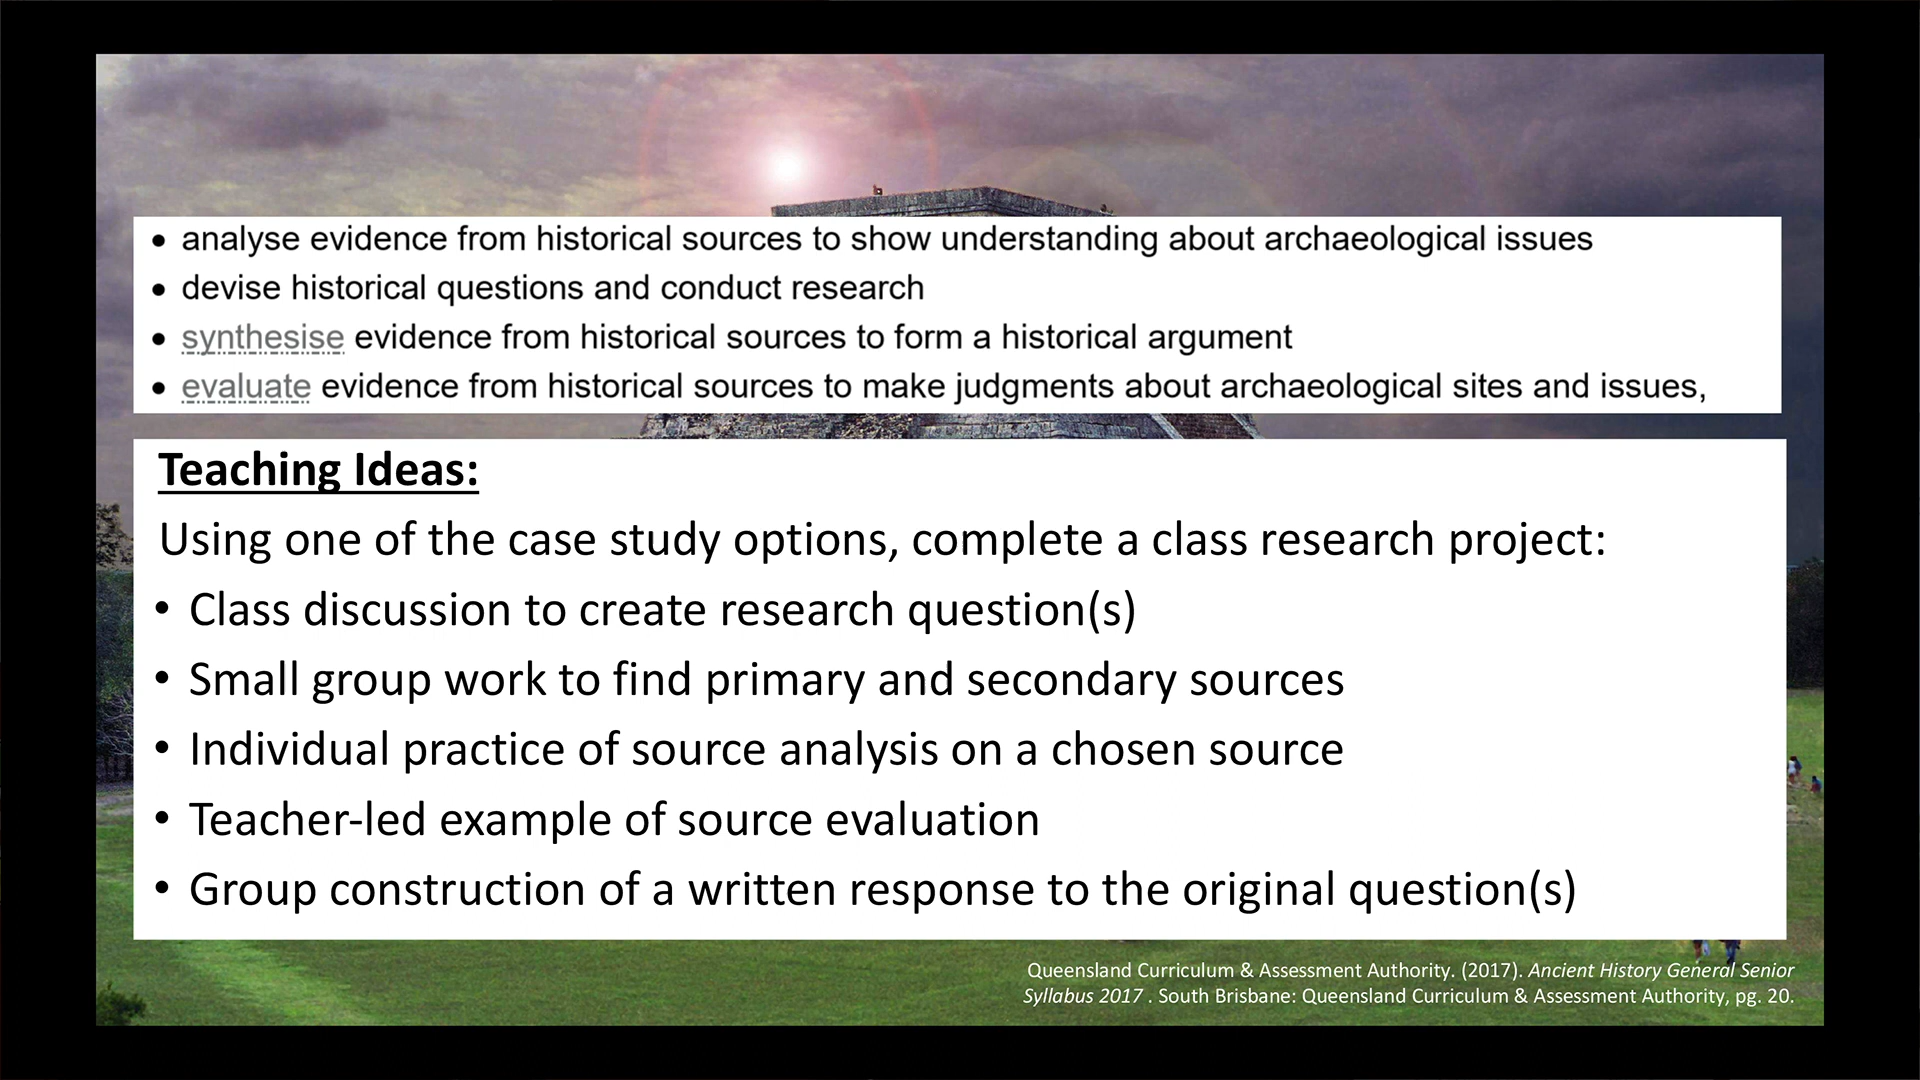 • analyse evidence from historical sources to show understanding about archaeological issues
• devise historical questions and conduct research
• synthesise evidence from historical sources to form a historical argument
• evaluate evidence from historical sources to make judgments about archaeological sites and issues,
Teaching Ideas:
Using one of the case study options, complete a class research project:
• Class discussion to create research question(s)
• Small group work to find primary and secondary sources
• Individual practice of source analysis on a chosen source
• Teacher-led example of source evaluation
• Group construction of a written response to the original question(s)
Queensland Curriculum & Assessment Authority. (2017). Ancient History General Senior
Syllabus 2017 . South Brisbane: Queensland Curriculum & Assessment Authority, pg. 20.